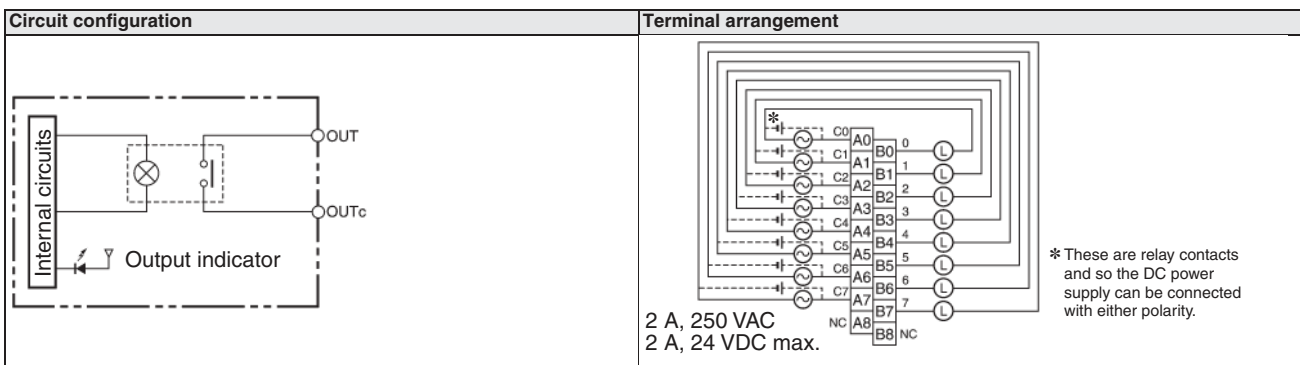 Circuit configuration
Terminal arrangement
Internal circuits
OUT
OUTc
Output indicator
*
C0 A0
B0 0 L
C1 A1
B1 1 L
C2 A2
B2 2 L
C3 A3
B3 3 L
C4 A4
B4 4 L
C5 A5
B5 5 L
C6 A6
B6 6 L
C7 A7
B7 7 L
NC A8
B8 NC
2 A, 250 VAC
2 A, 24 VDC max.
* These are relay contacts
and so the DC power
supply can be connected
with either polarity.